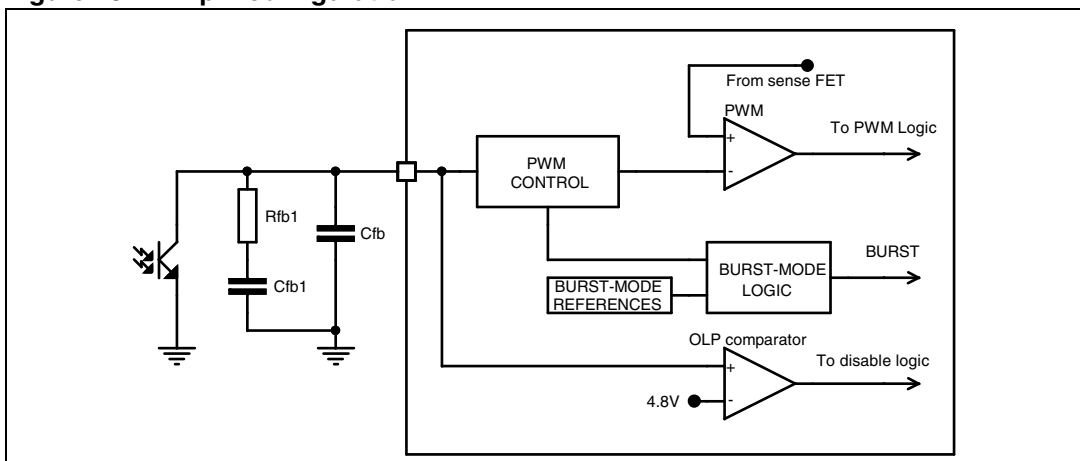 From sense FET
PWM
To PWM Logic
+
-
PWM
CONTROL
Rfb1
Cfb
Cfb1
BURST
BURST-MODE
LOGIC
BURST-MODE
REFERENCES
OLP comparator
To disable logic
+
-
4.8V